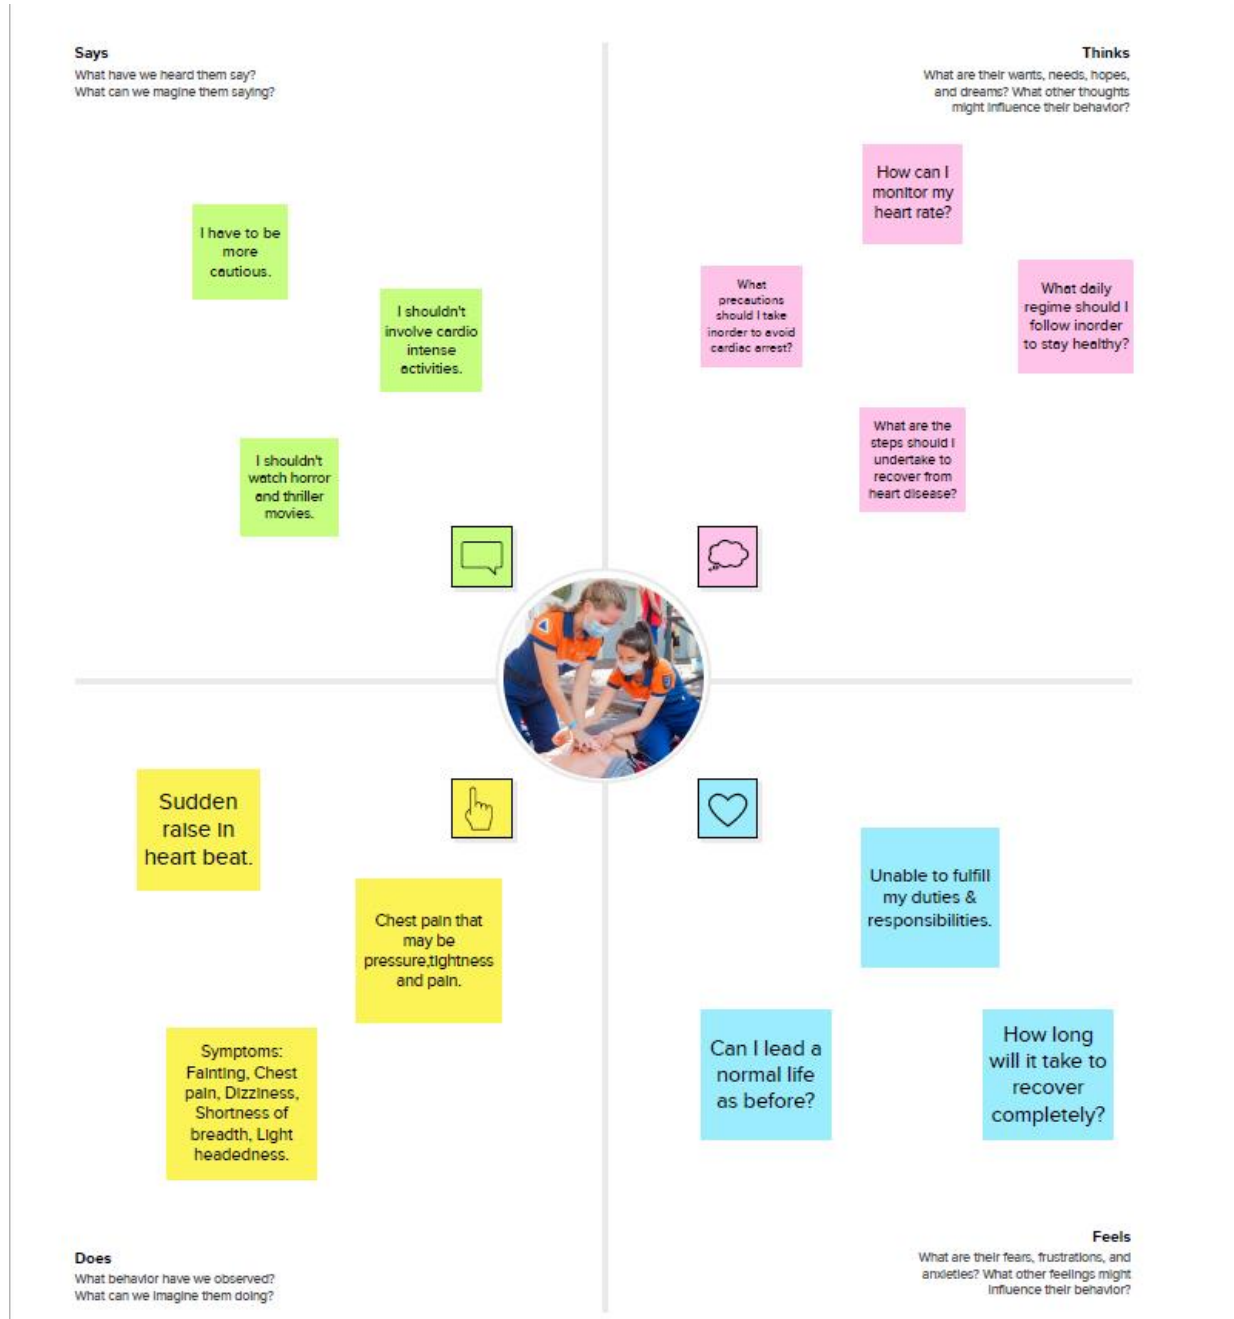 Says
What have we heard them say?
What can we magine them saying?
Thinks
What are their wants, needs, hopes,
and dreams? What other thoughts
might influence their behavior?
I have to be
more
cautious.
I shouldn't
involve cardio
intense
activities.
I shouldn't
watch horror
and thriller
movies.
How can I
monitor my
heart rate?
What
precautions
should I take
inorder to avoid
cardiac arrest?
What daily
regime should I
follow inorder
to stay healthy?
What are the
steps should I
undertake to
recover from
heart disease?
Sudden
raise in
heart beat.
Chest pain that
may be
pressure,tightness
and pain.
Symptoms:
Fainting, Chest
pain, Dizziness,
Shortness of
breadth, Light
headedness.
Unable to fulfill
my duties &
responsibilities.
Can I lead a
normal life
as before?
How long
will it take to
recover
completely?
Does
What behavior have we observed?
What can we imagine them doing?
Feels
What are their fears, frustrations, and
anxieties? What other feelings might
influence their behavior?